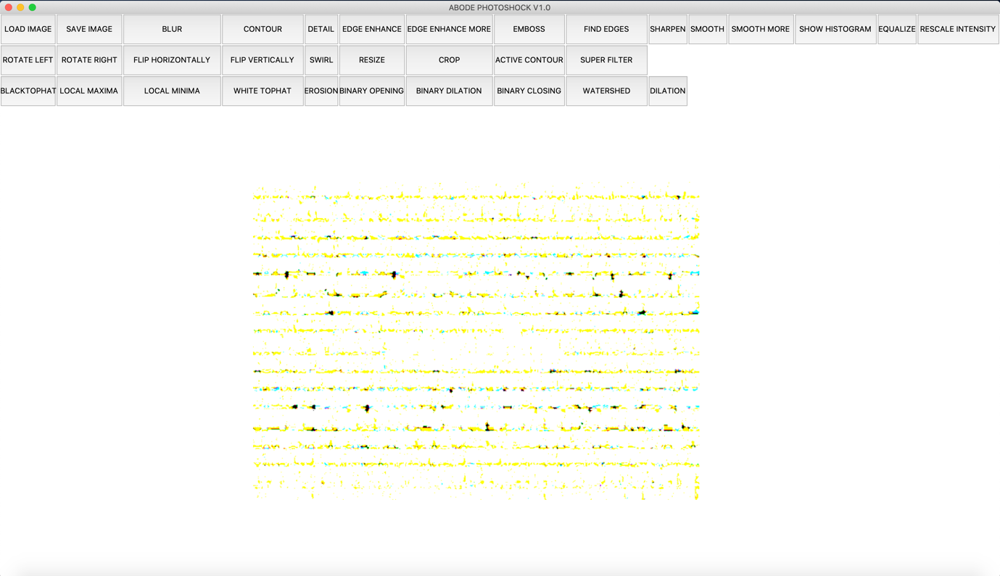 ABODE PHOTOSHOCK V1.0
LOAD IMAGE SAVE IMAGE BLUR CONTOUR DETAIL EDGE ENHANCE EDGE ENHANCE MORE EMBOSS FIND EDGES SHARPEN SMOOTH SMOOTH MORE SHOW HISTOGRAM EQUALIZE RESCALE INTENSITY
ROTATE LEFT ROTATE RIGHT FLIP HORIZONTALLY FLIP VERTICALLY SWIRL RESIZE CROP ACTIVE CONTOUR SUPER FILTER
BLACKTOPHAT LOCAL MAXIMA LOCAL MINIMA WHITE TOPHAT EROSION BINARY OPENING BINARY DILATION BINARY CLOSING WATERSHED DILATION